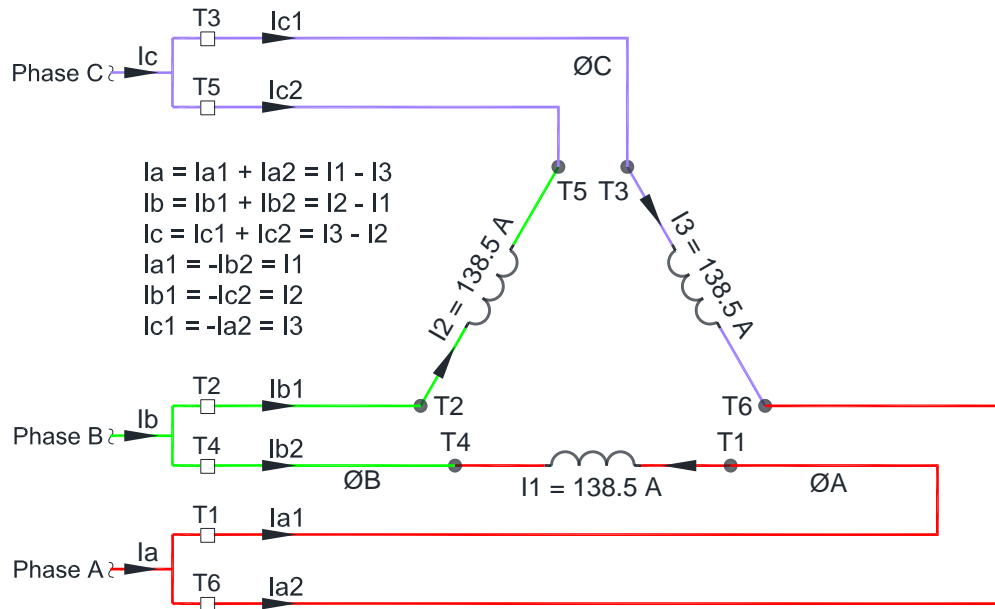 T3
Ic1
Ic
Phase C
ØC
T5
Ic2
Ia = Ia1 + Ia2 = I1 - I3
Ib = Ib1 + Ib2 = I2 - I1
Ic = Ic1 + Ic2 = I3 - I2
Ia1 = -Ib2 = I1
Ib1 = -Ic2 = I2
Ic1 = -Ia2 = I3
T5
T3
I2 = 138.5 A
I3 = 138.5 A
T2
Ib1
Ib
T2
T6
Phase B
T4
Ib2
T4
T1
ØB
I1 = 138.5 A
ØA
T1
Ia1
Ia
Phase A
T6
Ia2